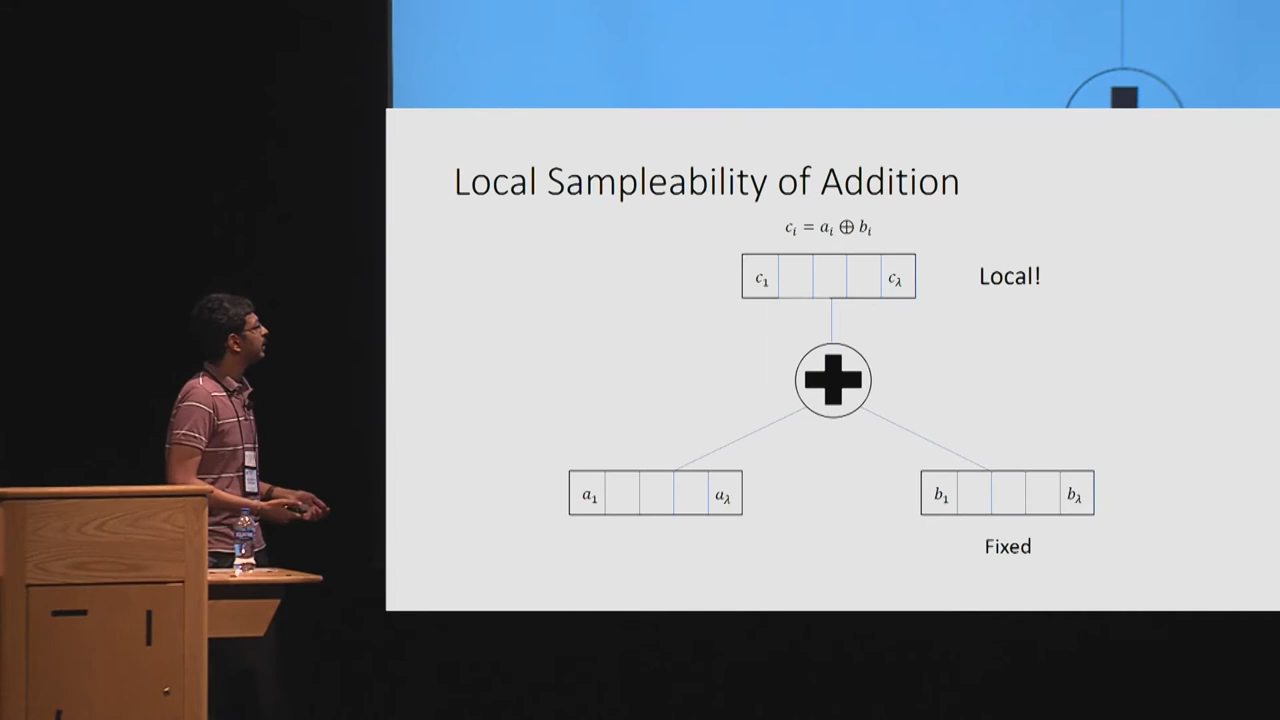 Local Sampleability of Addition
cᵢ = aᵢ ⊕ bᵢ
c₁ c_λ Local!
a₁ a_λ b₁ b_λ
Fixed